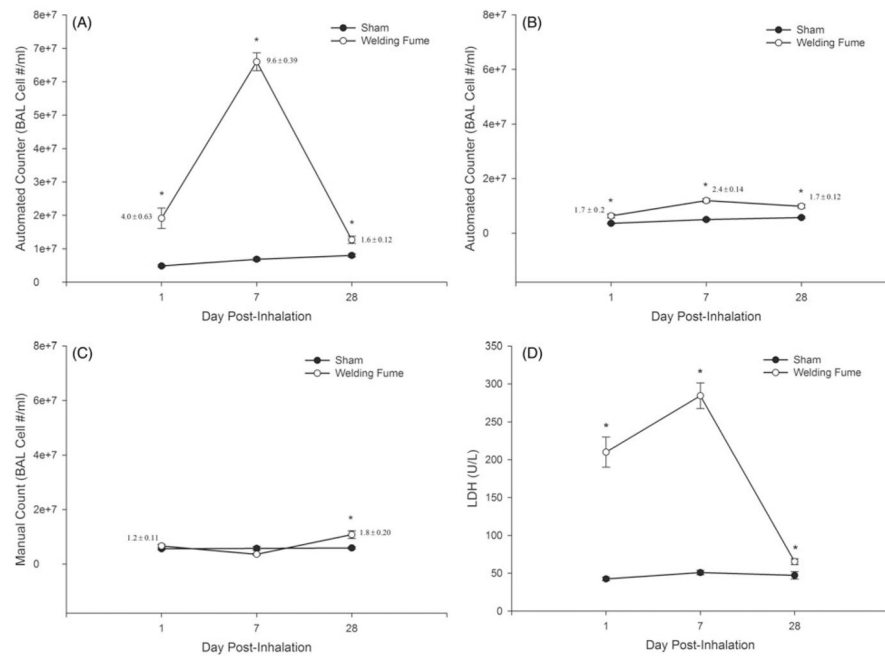 (A)
Sham
Welding Fume
Automated Counter (BAL Cell #/ml)
8e+7
7e+7
6e+7
5e+7
4e+7
3e+7
2e+7
1e+7
0
*
4.0±0.63
*
9.6±0.39
*
1.6±0.12
1
7
28
Day Post-Inhalation
(B)
Sham
Welding Fume
Automated Counter (BAL Cell #/ml)
8e+7
6e+7
4e+7
2e+7
0
*
1.7±0.2
*
2.4±0.14
*
1.7±0.12
1
7
28
Day Post-Inhalation
(C)
Sham
Welding Fume
Manual Count (BAL Cell #/ml)
8e+7
6e+7
4e+7
2e+7
0
1.2±0.11
*
1.8±0.20
1
7
28
Day Post-Inhalation
(D)
Sham
Welding Fume
LDH (U/L)
350
300
250
200
150
100
50
0
*
*
*
1
7
28
Day Post-Inhalation